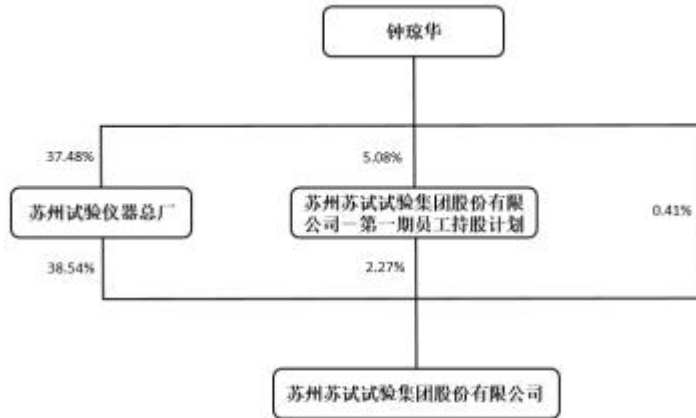 钟琼华
37.48%
5.08%
苏州试验仪器总厂
苏州苏试试验集团股份有限
公司－第一期员工持股计划
0.41%
38.54%
2.27%
苏州苏试试验集团股份有限公司